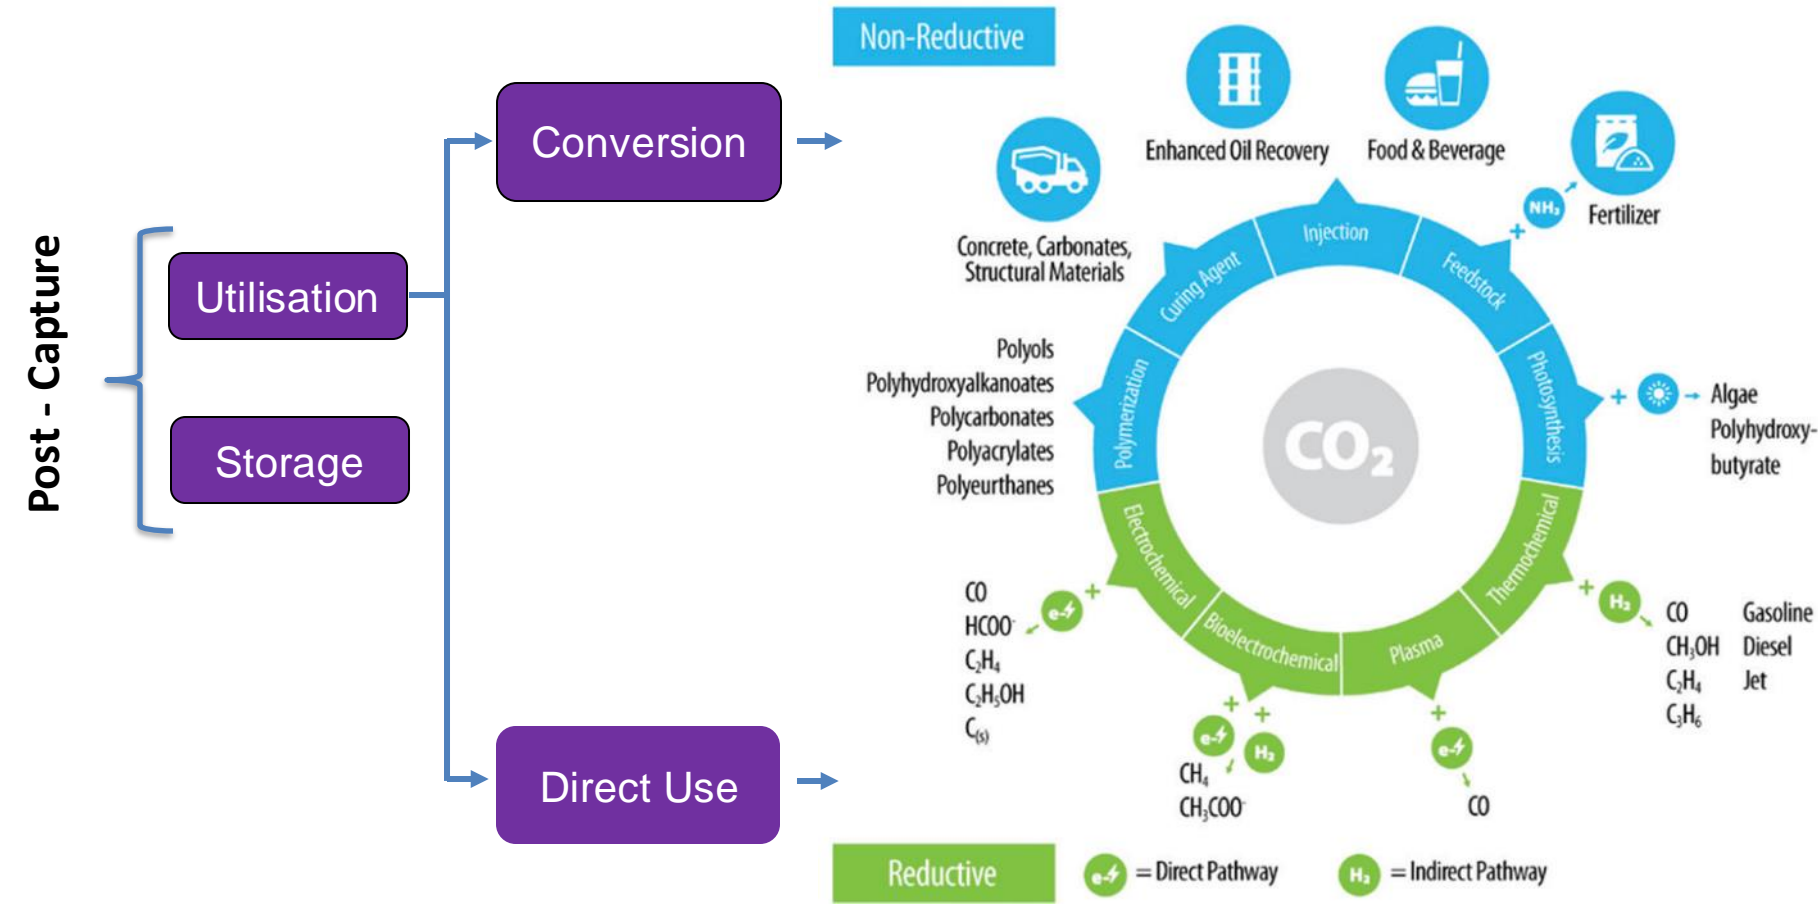 Post - Capture
Utilisation
Storage
Conversion
Direct Use
Non-Reductive
Enhanced Oil Recovery
Food & Beverage
NH₃
Fertilizer
Concrete, Carbonates,
Structural Materials
Injection
Curing Agent
Feedstock
Polymerization
Photosynthesis
Polyols
Polyhydroxyalkanoates
Polycarbonates
Polyacrylates
Polyeurthanes
CO₂
+
+
Algae
Polyhydroxy-
butyrate
Electrochemical
Bioelectrochemical
Plasma
Thermochemical
+
e-
CO
HCOO⁻
C₂H₄
C₂H₅OH
C₍ₛ₎
+
+
e-
H₂
CH₄
CH₃COO⁻
+
e-
CO
+
H₂
CO Gasoline
CH₃OH Diesel
C₂H₄ Jet
C₃H₆
Reductive
e- = Direct Pathway
H₂ = Indirect Pathway